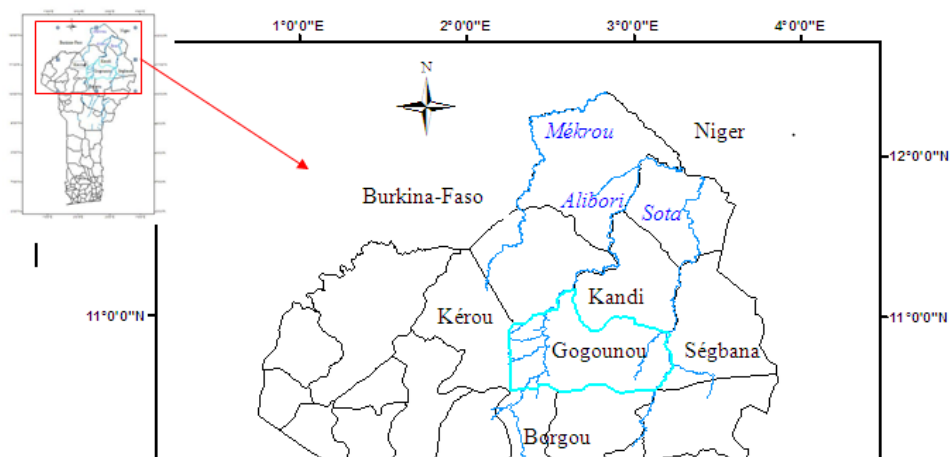 1°0'0"E 2°0'0"E 3°0'0"E 4°0'0"E
N
Mékrou
Niger
12°0'0"N
Burkina-Faso
Alibori
Sota
Kandi
11°0'0"N
Kérou
11°0'0"N
Gogounou
Ségbana
Borgou